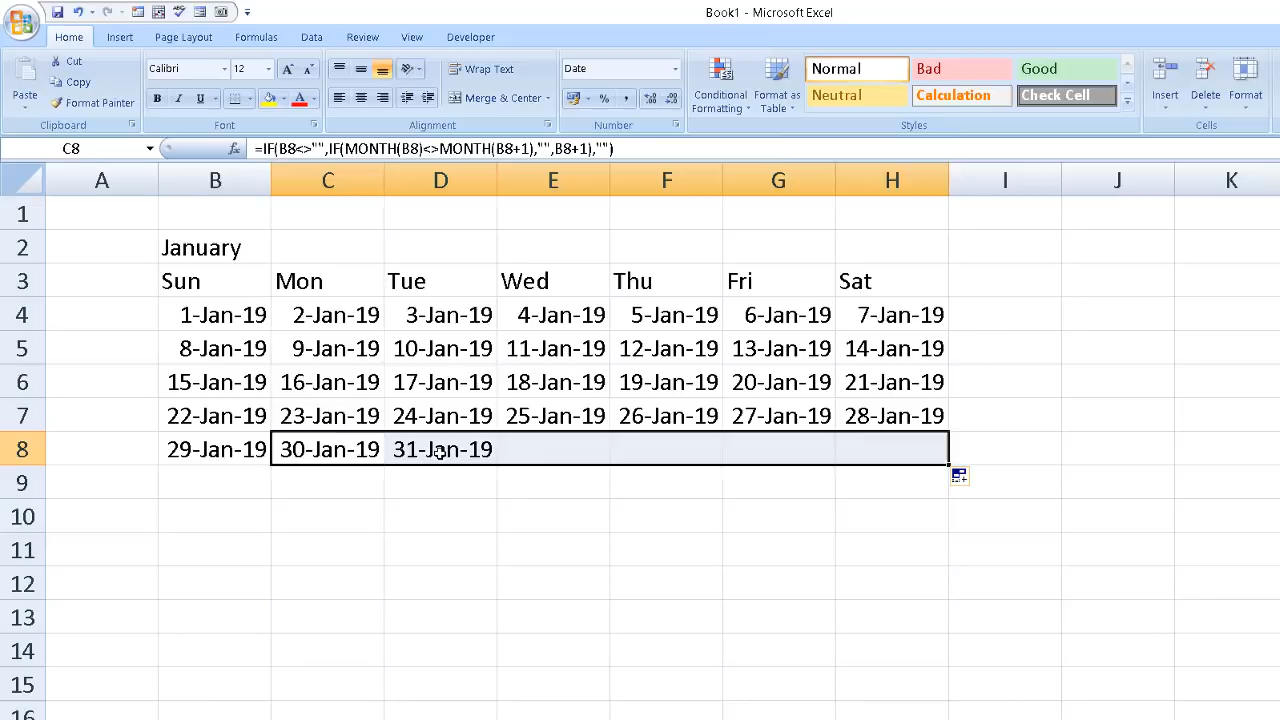 Book1 - Microsoft Excel
Home Insert Page Layout Formulas Data Review View Developer
Cut
Copy
Format Painter
Paste
Clipboard
Calibri 12
B I U
Font
Wrap Text
Merge & Center
Alignment
Date
Number
Conditional Formatting
Format as Table
Normal Bad Good
Neutral Calculation Check Cell
Styles
Insert Delete Format
Cells
C8 fx =IF(B8<>"",IF(MONTH(B8)<>MONTH(B8+1),"",B8+1),"")
A B C D E F G H I J K
1
2 January
3 Sun Mon Tue Wed Thu Fri Sat
4 1-Jan-19 2-Jan-19 3-Jan-19 4-Jan-19 5-Jan-19 6-Jan-19 7-Jan-19
5 8-Jan-19 9-Jan-19 10-Jan-19 11-Jan-19 12-Jan-19 13-Jan-19 14-Jan-19
6 15-Jan-19 16-Jan-19 17-Jan-19 18-Jan-19 19-Jan-19 20-Jan-19 21-Jan-19
7 22-Jan-19 23-Jan-19 24-Jan-19 25-Jan-19 26-Jan-19 27-Jan-19 28-Jan-19
8 29-Jan-19 30-Jan-19 31-Jan-19
9
10
11
12
13
14
15
16